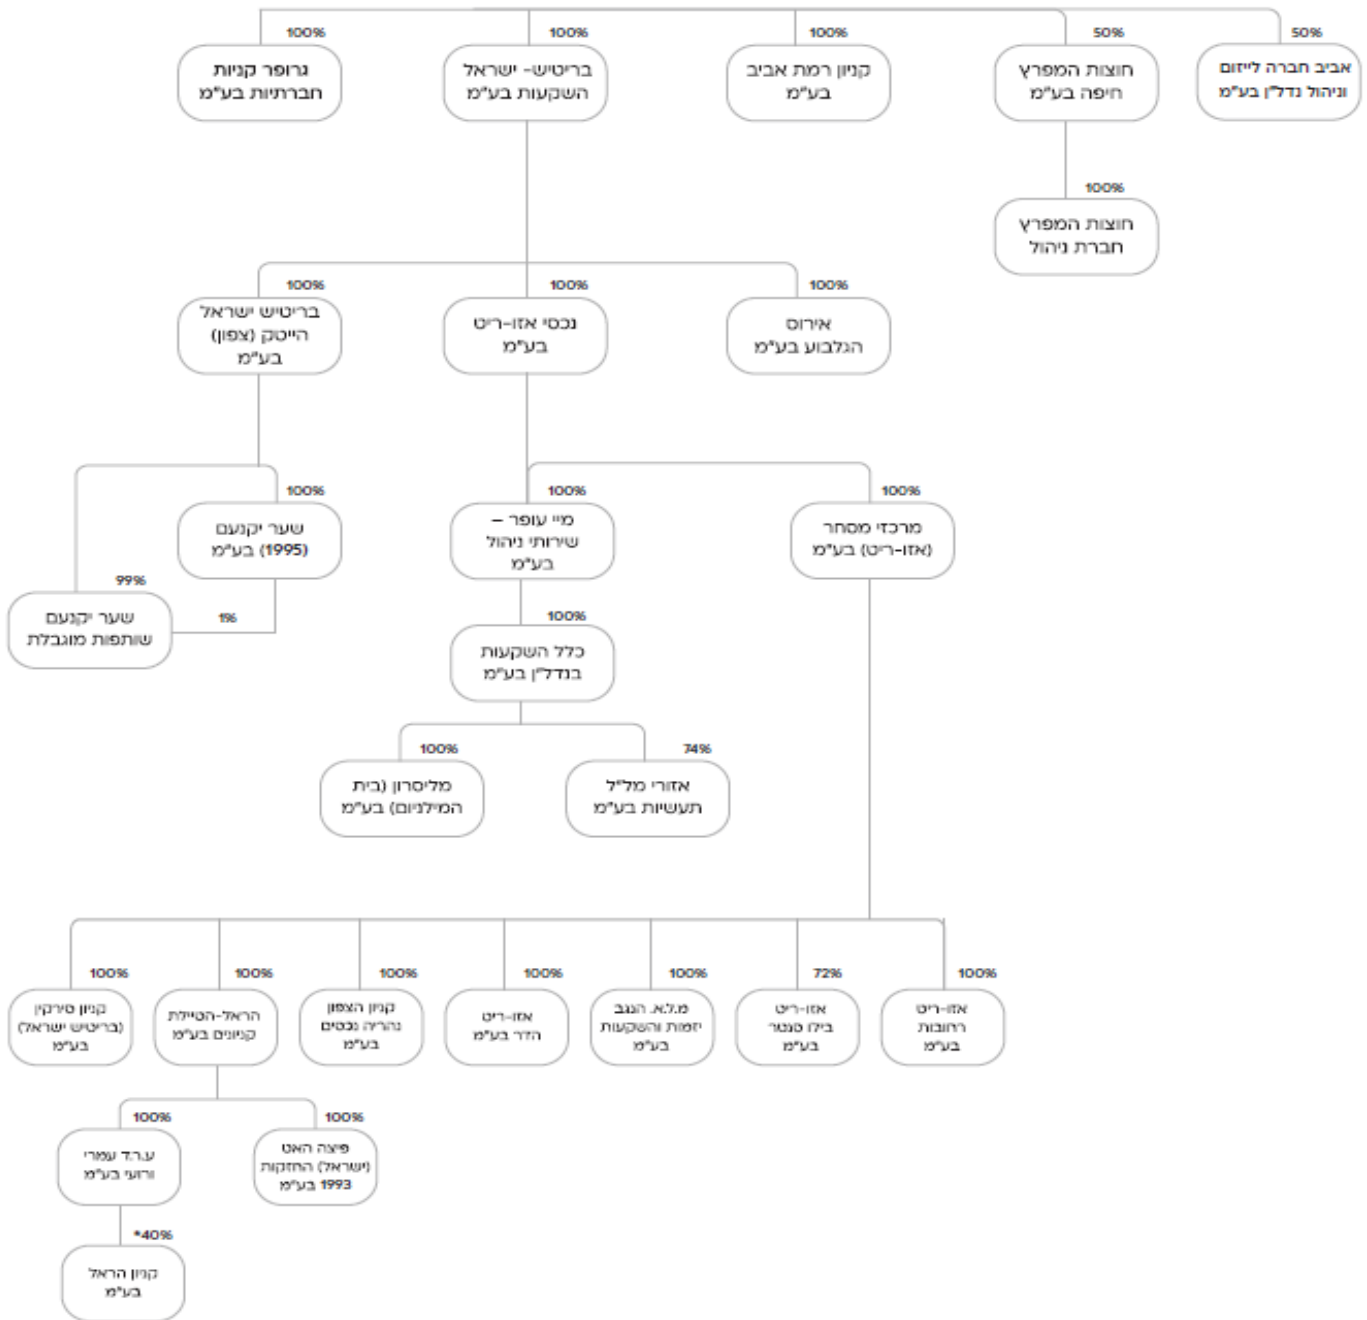 50%
אביב חברה לייזום
וניהול נדל"ן בע"מ
50%
חוצות המפרץ
חיפה בע"מ
100%
קניון רמת אביב
בע"מ
100%
בריטיש- ישראל
השקעות בע"מ
100%
גרופר קניות
חברתיות בע"מ
100%
חוצות המפרץ
חברת ניהול
100%
אירוס
הגלבוע בע"מ
100%
נכסי אזו-ריט
בע"מ
100%
בריטיש ישראל
הייטק (צפון)
בע"מ
100%
מרכזי מסחר
(אזו-ריט) בע"מ
100%
מיי עופר –
שירותי ניהול
בע"מ
100%
שער יקנעם
(1995) בע"מ
99%
שער יקנעם
שותפות מוגבלת
1%
100%
כלל השקעות
בנדל"ן בע"מ
74%
אזורי מל"ל
תעשיות בע"מ
100%
מליסרון (בית
המילניום) בע"מ
100%
אזו-ריט
רחובות
בע"מ
72%
אזו-ריט
בילו סנטר
בע"מ
100%
מ.ל.א. הנגב
יזמות והשקעות
בע"מ
100%
אזו-ריט
הדר בע"מ
100%
קניון הצפון
נהריה נכסים
בע"מ
100%
הראל-הטיילת
קניונים בע"מ
100%
קניון סירקין
(בריטיש ישראל)
בע"מ
100%
פיצה האט
(ישראל) החזקות
1993 בע"מ
100%
ע.ר.ד עמרי
ורועי בע"מ
*40%
קניון הראל
בע"מ